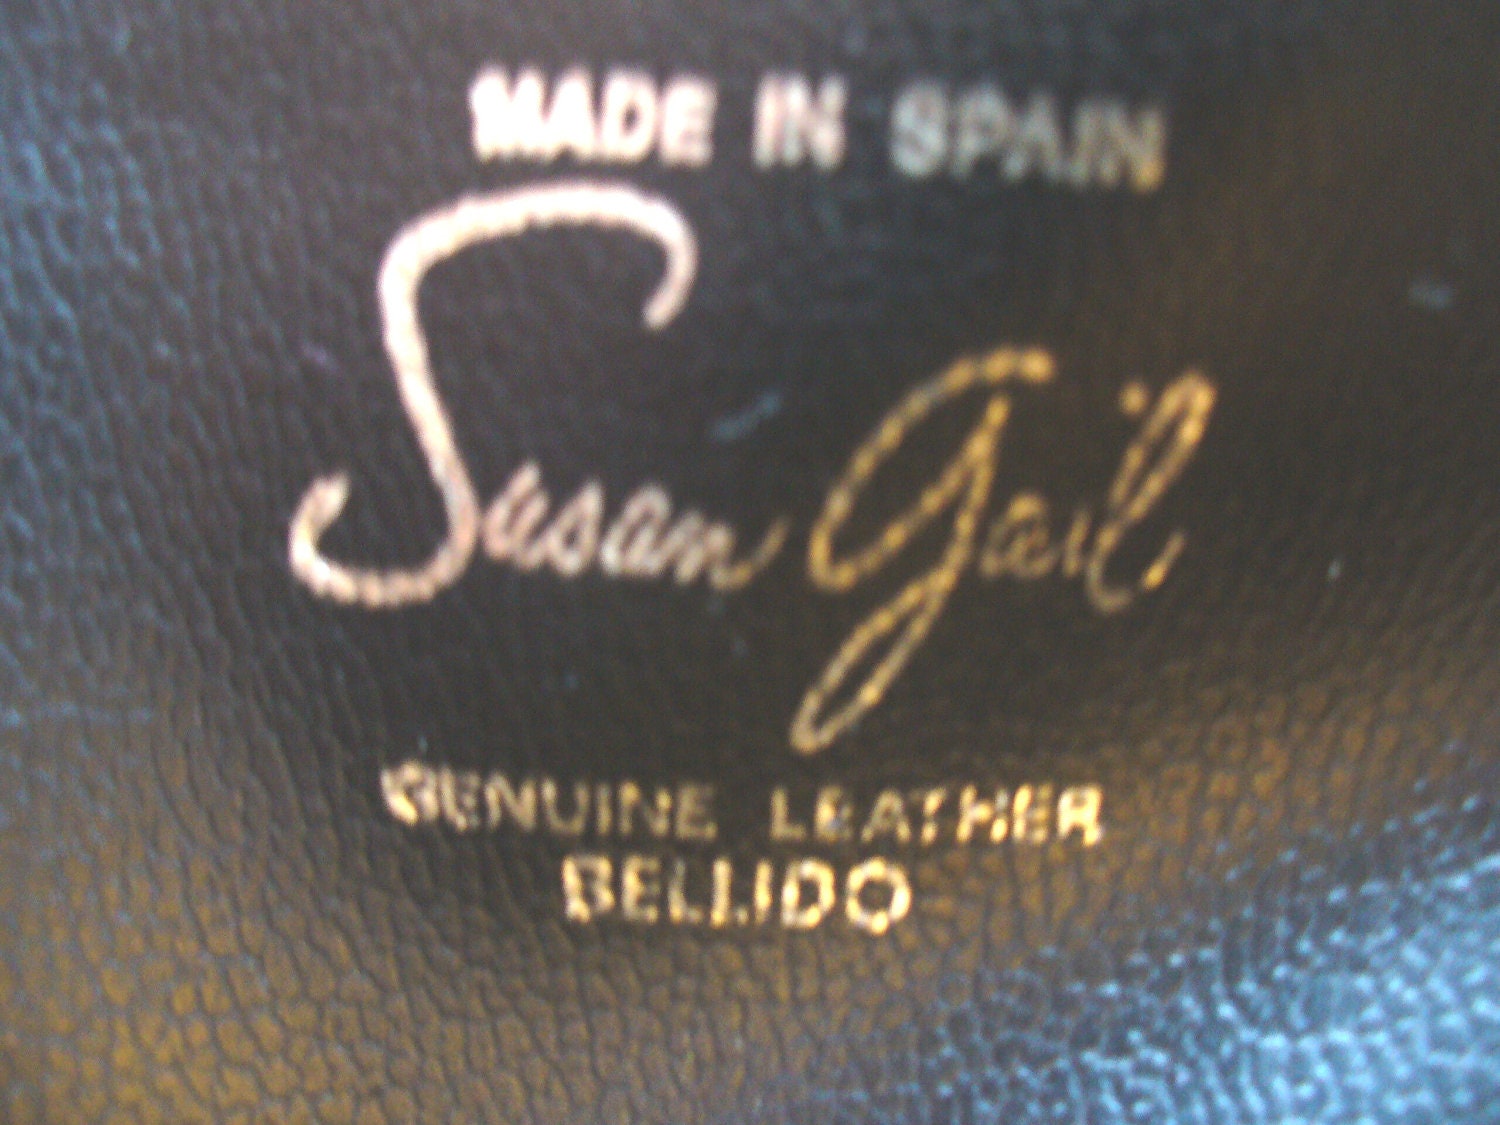 MADE IN SPAIN
Susan Gail
GENUINE LEATHER
BELLIDO